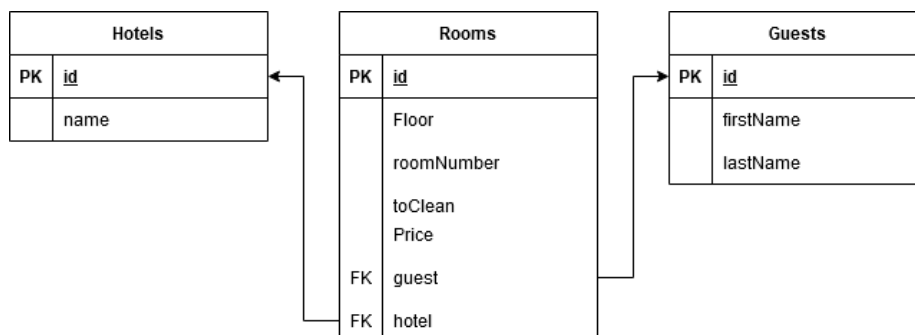 Hotels
PK id
name
Rooms
PK id
Floor
roomNumber
toClean
Price
FK guest
FK hotel
Guests
PK id
firstName
lastName